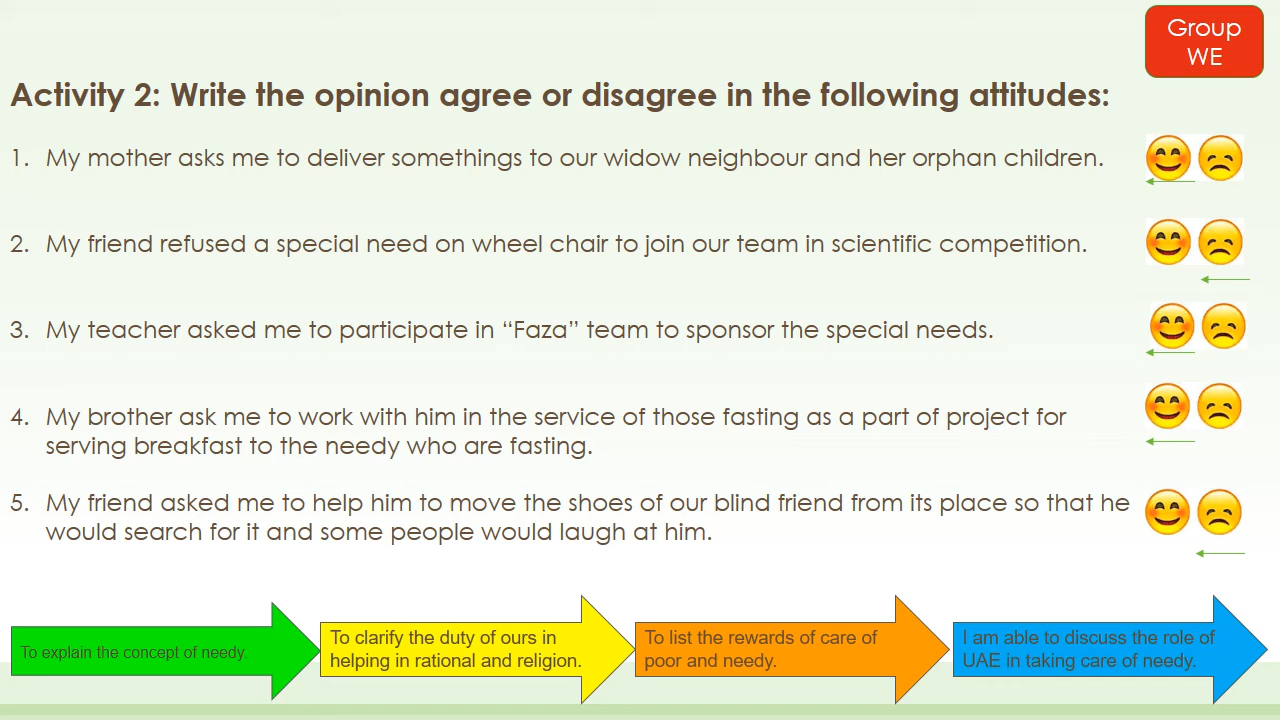 Group
WE
Activity 2: Write the opinion agree or disagree in the following attitudes:
1. My mother asks me to deliver somethings to our widow neighbour and her orphan children.
2. My friend refused a special need on wheel chair to join our team in scientific competition.
3. My teacher asked me to participate in “Faza” team to sponsor the special needs.
4. My brother ask me to work with him in the service of those fasting as a part of project for
serving breakfast to the needy who are fasting.
5. My friend asked me to help him to move the shoes of our blind friend from its place so that he
would search for it and some people would laugh at him.
To explain the concept of needy.
To clarify the duty of ours in
helping in rational and religion.
To list the rewards of care of
poor and needy.
I am able to discuss the role of
UAE in taking care of needy.